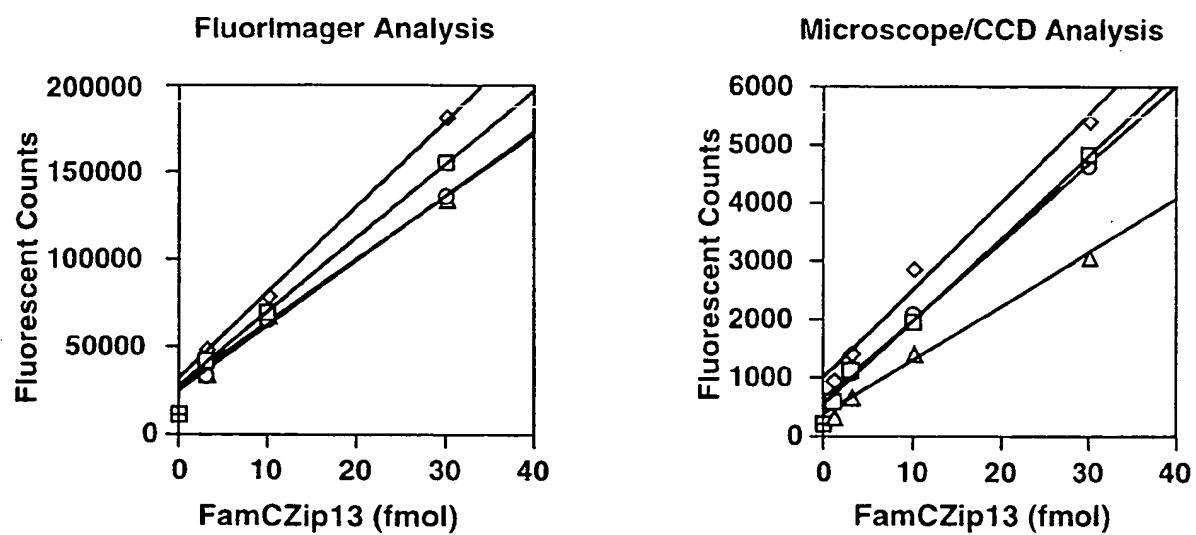 FluorImager Analysis
200000
150000
100000
50000
0
Fluorescent Counts
0 10 20 30 40
FamCZip13 (fmol)
Microscope/CCD Analysis
6000
5000
4000
3000
2000
1000
0
Fluorescent Counts
0 10 20 30 40
FamCZip13 (fmol)